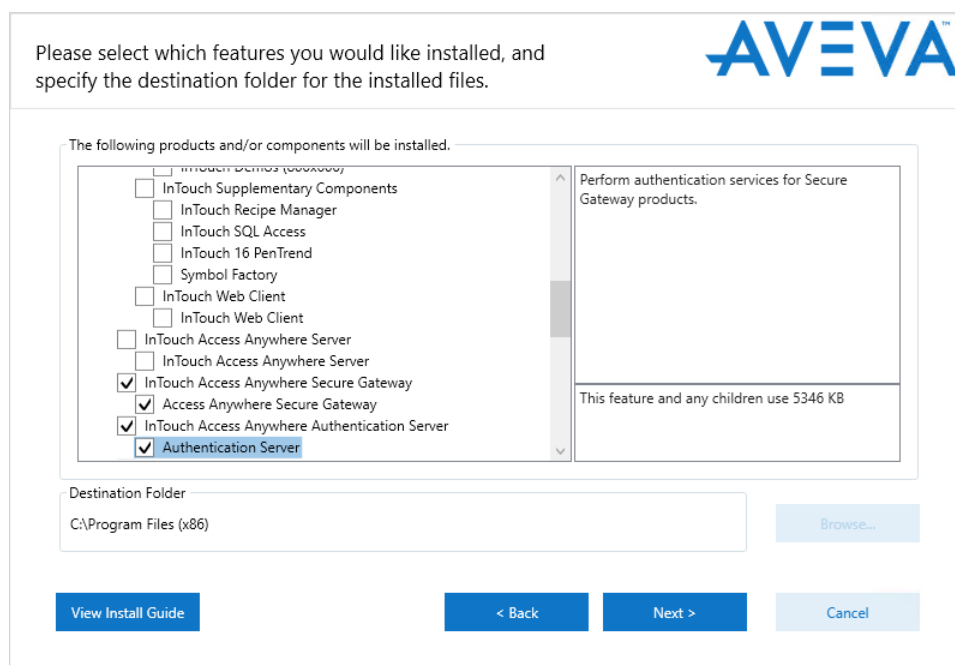 Please select which features you would like installed, and
specify the destination folder for the installed files.
AVEVA™
The following products and/or components will be installed.
InTouch Demos (800x600)
InTouch Supplementary Components
InTouch Recipe Manager
InTouch SQL Access
InTouch 16 PenTrend
Symbol Factory
InTouch Web Client
InTouch Web Client
InTouch Access Anywhere Server
InTouch Access Anywhere Server
InTouch Access Anywhere Secure Gateway
Access Anywhere Secure Gateway
InTouch Access Anywhere Authentication Server
Authentication Server
Perform authentication services for Secure
Gateway products.
This feature and any children use 5346 KB
Destination Folder
C:\Program Files (x86)
Browse...
View Install Guide
< Back
Next >
Cancel